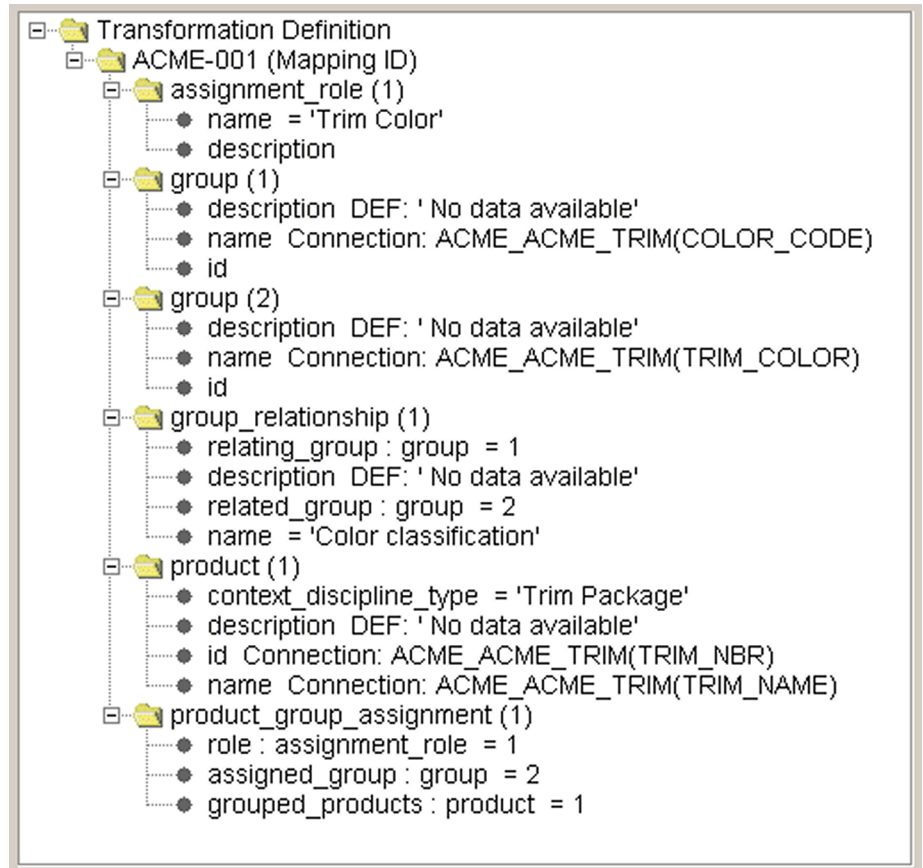 Transformation Definition
ACME-001 (Mapping ID)
assignment_role (1)
name = 'Trim Color'
description
group (1)
description DEF: ' No data available'
name Connection: ACME_ACME_TRIM(COLOR_CODE)
id
group (2)
description DEF: ' No data available'
name Connection: ACME_ACME_TRIM(TRIM_COLOR)
id
group_relationship (1)
relating_group : group = 1
description DEF: ' No data available'
related_group : group = 2
name = 'Color classification'
product (1)
context_discipline_type = 'Trim Package'
description DEF: ' No data available'
id Connection: ACME_ACME_TRIM(TRIM_NBR)
name Connection: ACME_ACME_TRIM(TRIM_NAME)
product_group_assignment (1)
role : assignment_role = 1
assigned_group : group = 2
grouped_products : product = 1